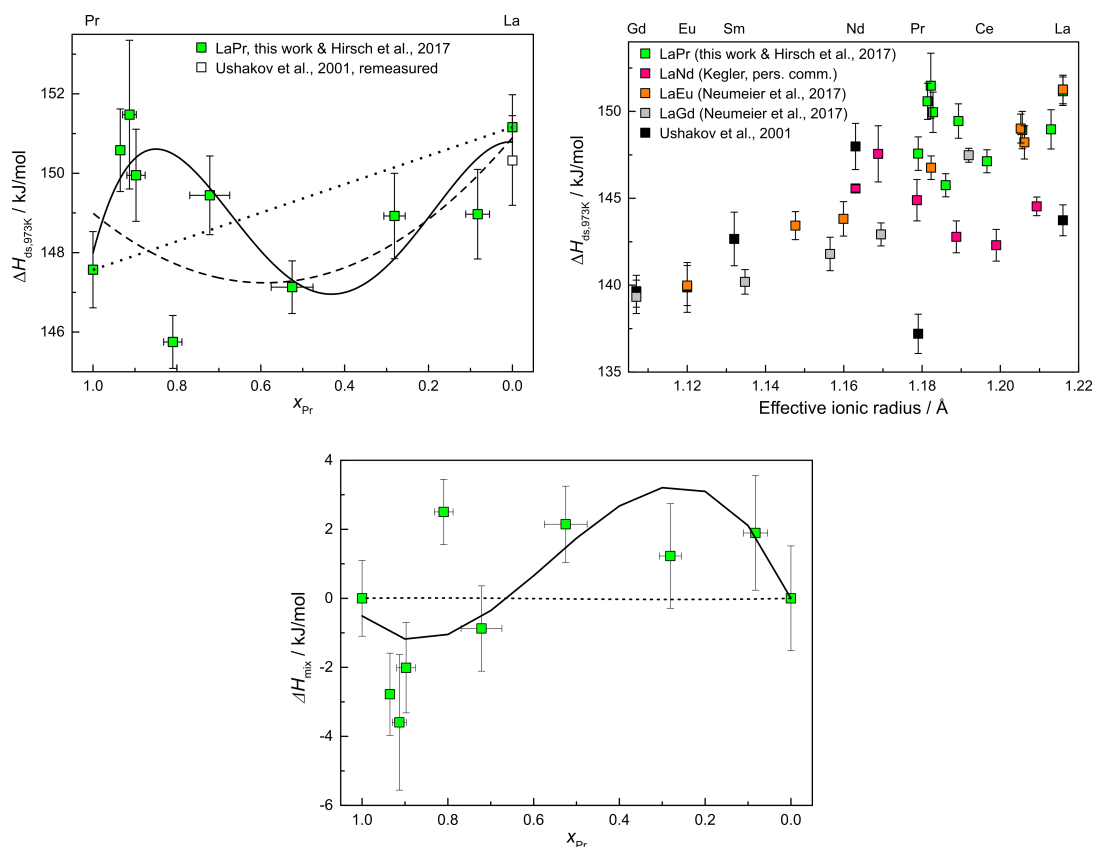 Pr La
LaPr, this work & Hirsch et al., 2017
Ushakov et al., 2001, remeasured
152
150
148
146
ΔHds,973K / kJ/mol
1.0 0.8 0.6 0.4 0.2 0.0
xPr
Gd Eu Sm Nd Pr Ce La
LaPr (this work & Hirsch et al., 2017)
LaNd (Kegler, pers. comm.)
LaEu (Neumeier et al., 2017)
LaGd (Neumeier et al., 2017)
Ushakov et al., 2001
150
145
140
135
ΔHds,973K / kJ/mol
1.12 1.14 1.16 1.18 1.20 1.22
Effective ionic radius / Å
4
2
0
-2
-4
-6
ΔHmix / kJ/mol
1.0 0.8 0.6 0.4 0.2 0.0
xPr